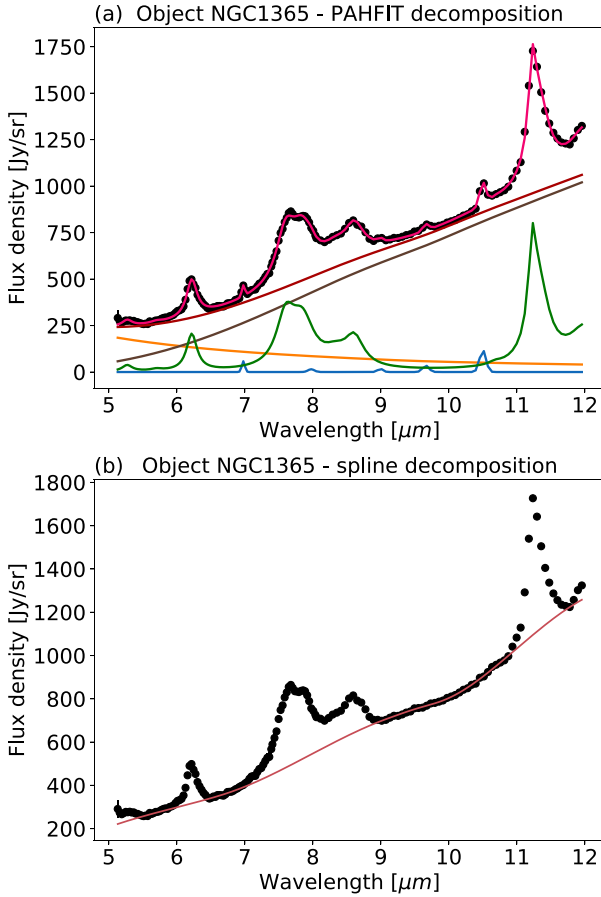 (a) Object NGC1365 - PAHFIT decomposition
Flux density [Jy/sr]
1750
1500
1250
1000
750
500
250
0
5 6 7 8 9 10 11 12
Wavelength [μm]
(b) Object NGC1365 - spline decomposition
Flux density [Jy/sr]
1800
1600
1400
1200
1000
800
600
400
200
5 6 7 8 9 10 11 12
Wavelength [μm]